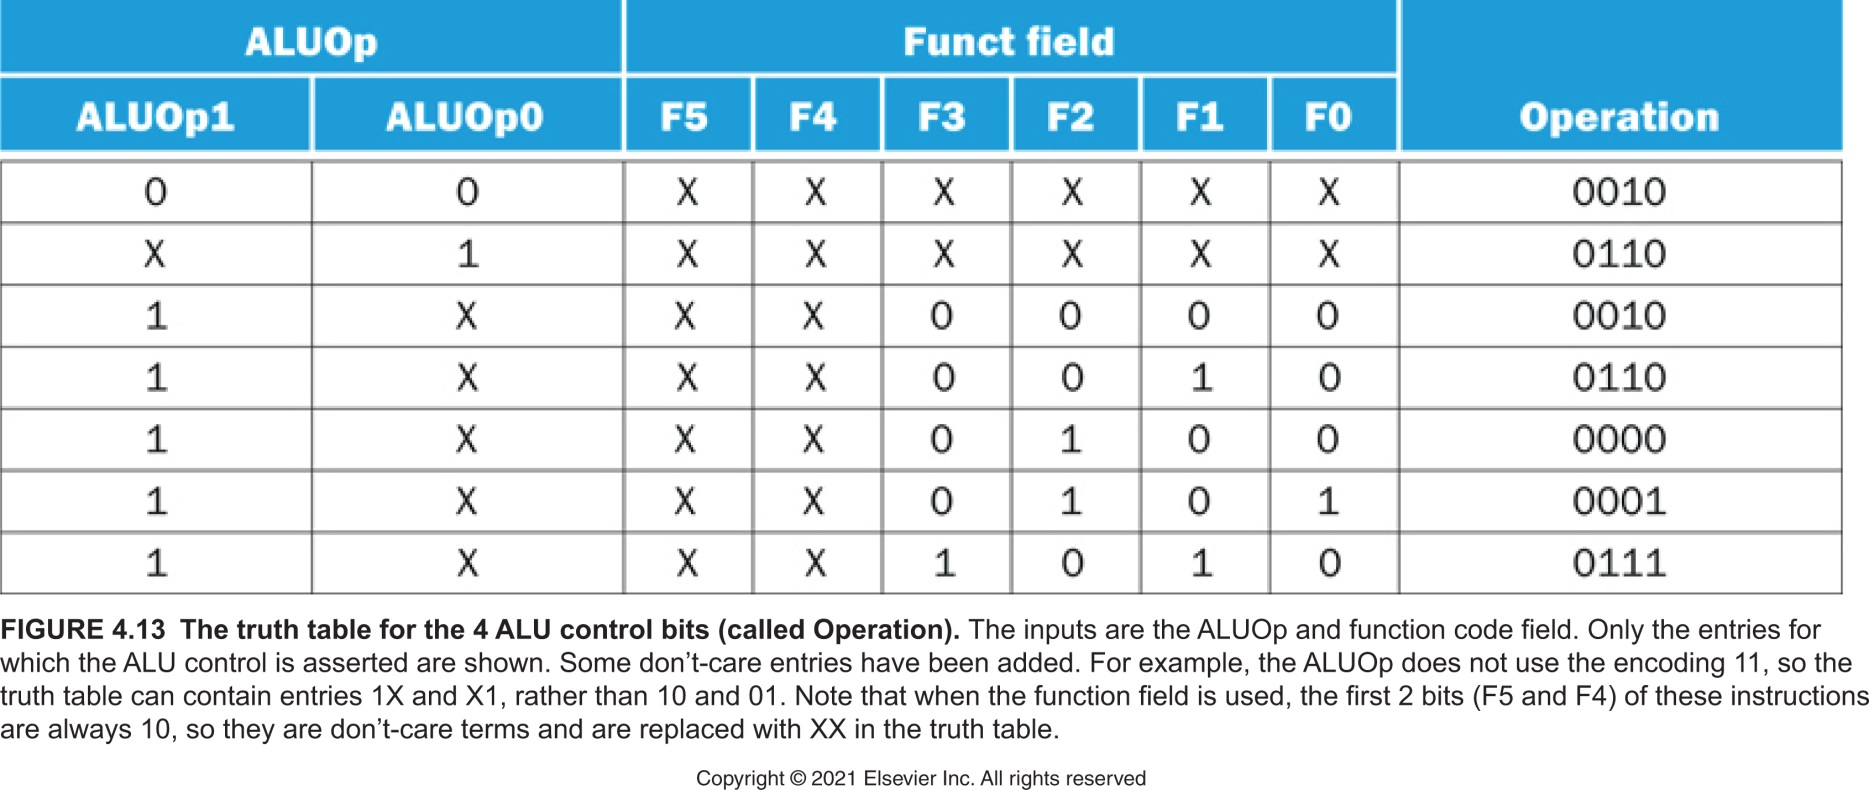 ALUOp Funct field
ALUOp1 ALUOp0 F5 F4 F3 F2 F1 F0 Operation
0 0 X X X X X X 0010
X 1 X X X X X X 0110
1 X X X 0 0 0 0 0010
1 X X X 0 0 1 0 0110
1 X X X 0 1 0 0 0000
1 X X X 0 1 0 1 0001
1 X X X 1 0 1 0 0111
FIGURE 4.13 The truth table for the 4 ALU control bits (called Operation). The inputs are the ALUOp and function code field. Only the entries for
which the ALU control is asserted are shown. Some don’t-care entries have been added. For example, the ALUOp does not use the encoding 11, so the
truth table can contain entries 1X and X1, rather than 10 and 01. Note that when the function field is used, the first 2 bits (F5 and F4) of these instructions
are always 10, so they are don’t-care terms and are replaced with XX in the truth table.
Copyright © 2021 Elsevier Inc. All rights reserved